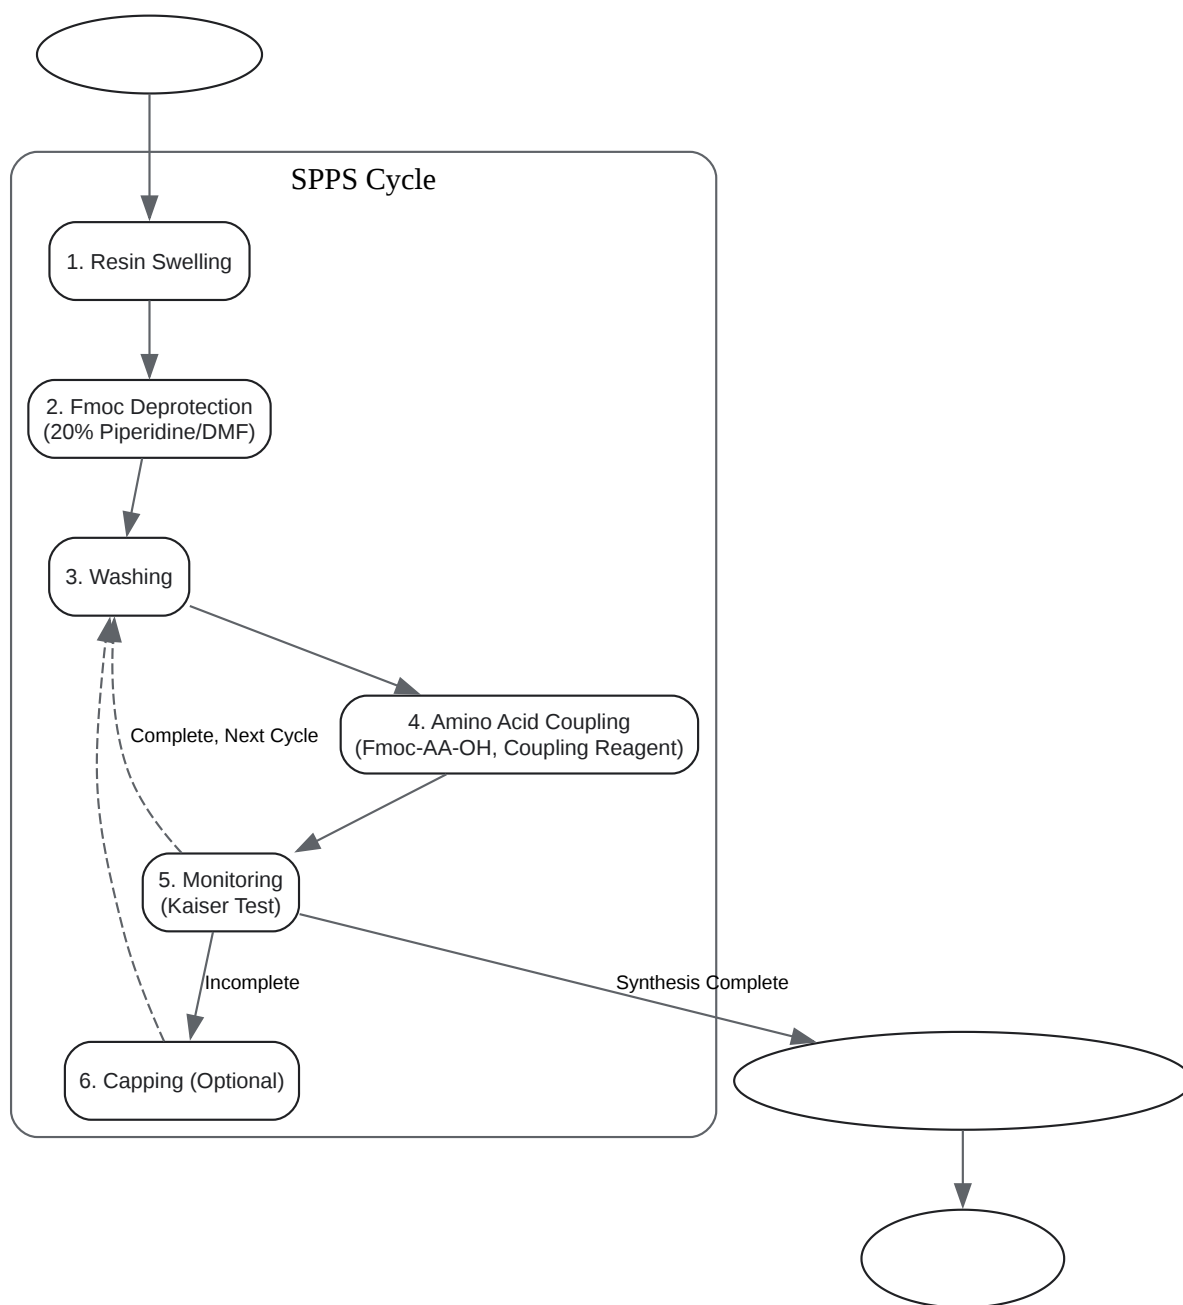 SPPS Cycle
1. Resin Swelling
2. Fmoc Deprotection
(20% Piperidine/DMF)
3. Washing
4. Amino Acid Coupling
(Fmoc-AA-OH, Coupling Reagent)
Complete, Next Cycle
5. Monitoring
(Kaiser Test)
Incomplete
Synthesis Complete
6. Capping (Optional)